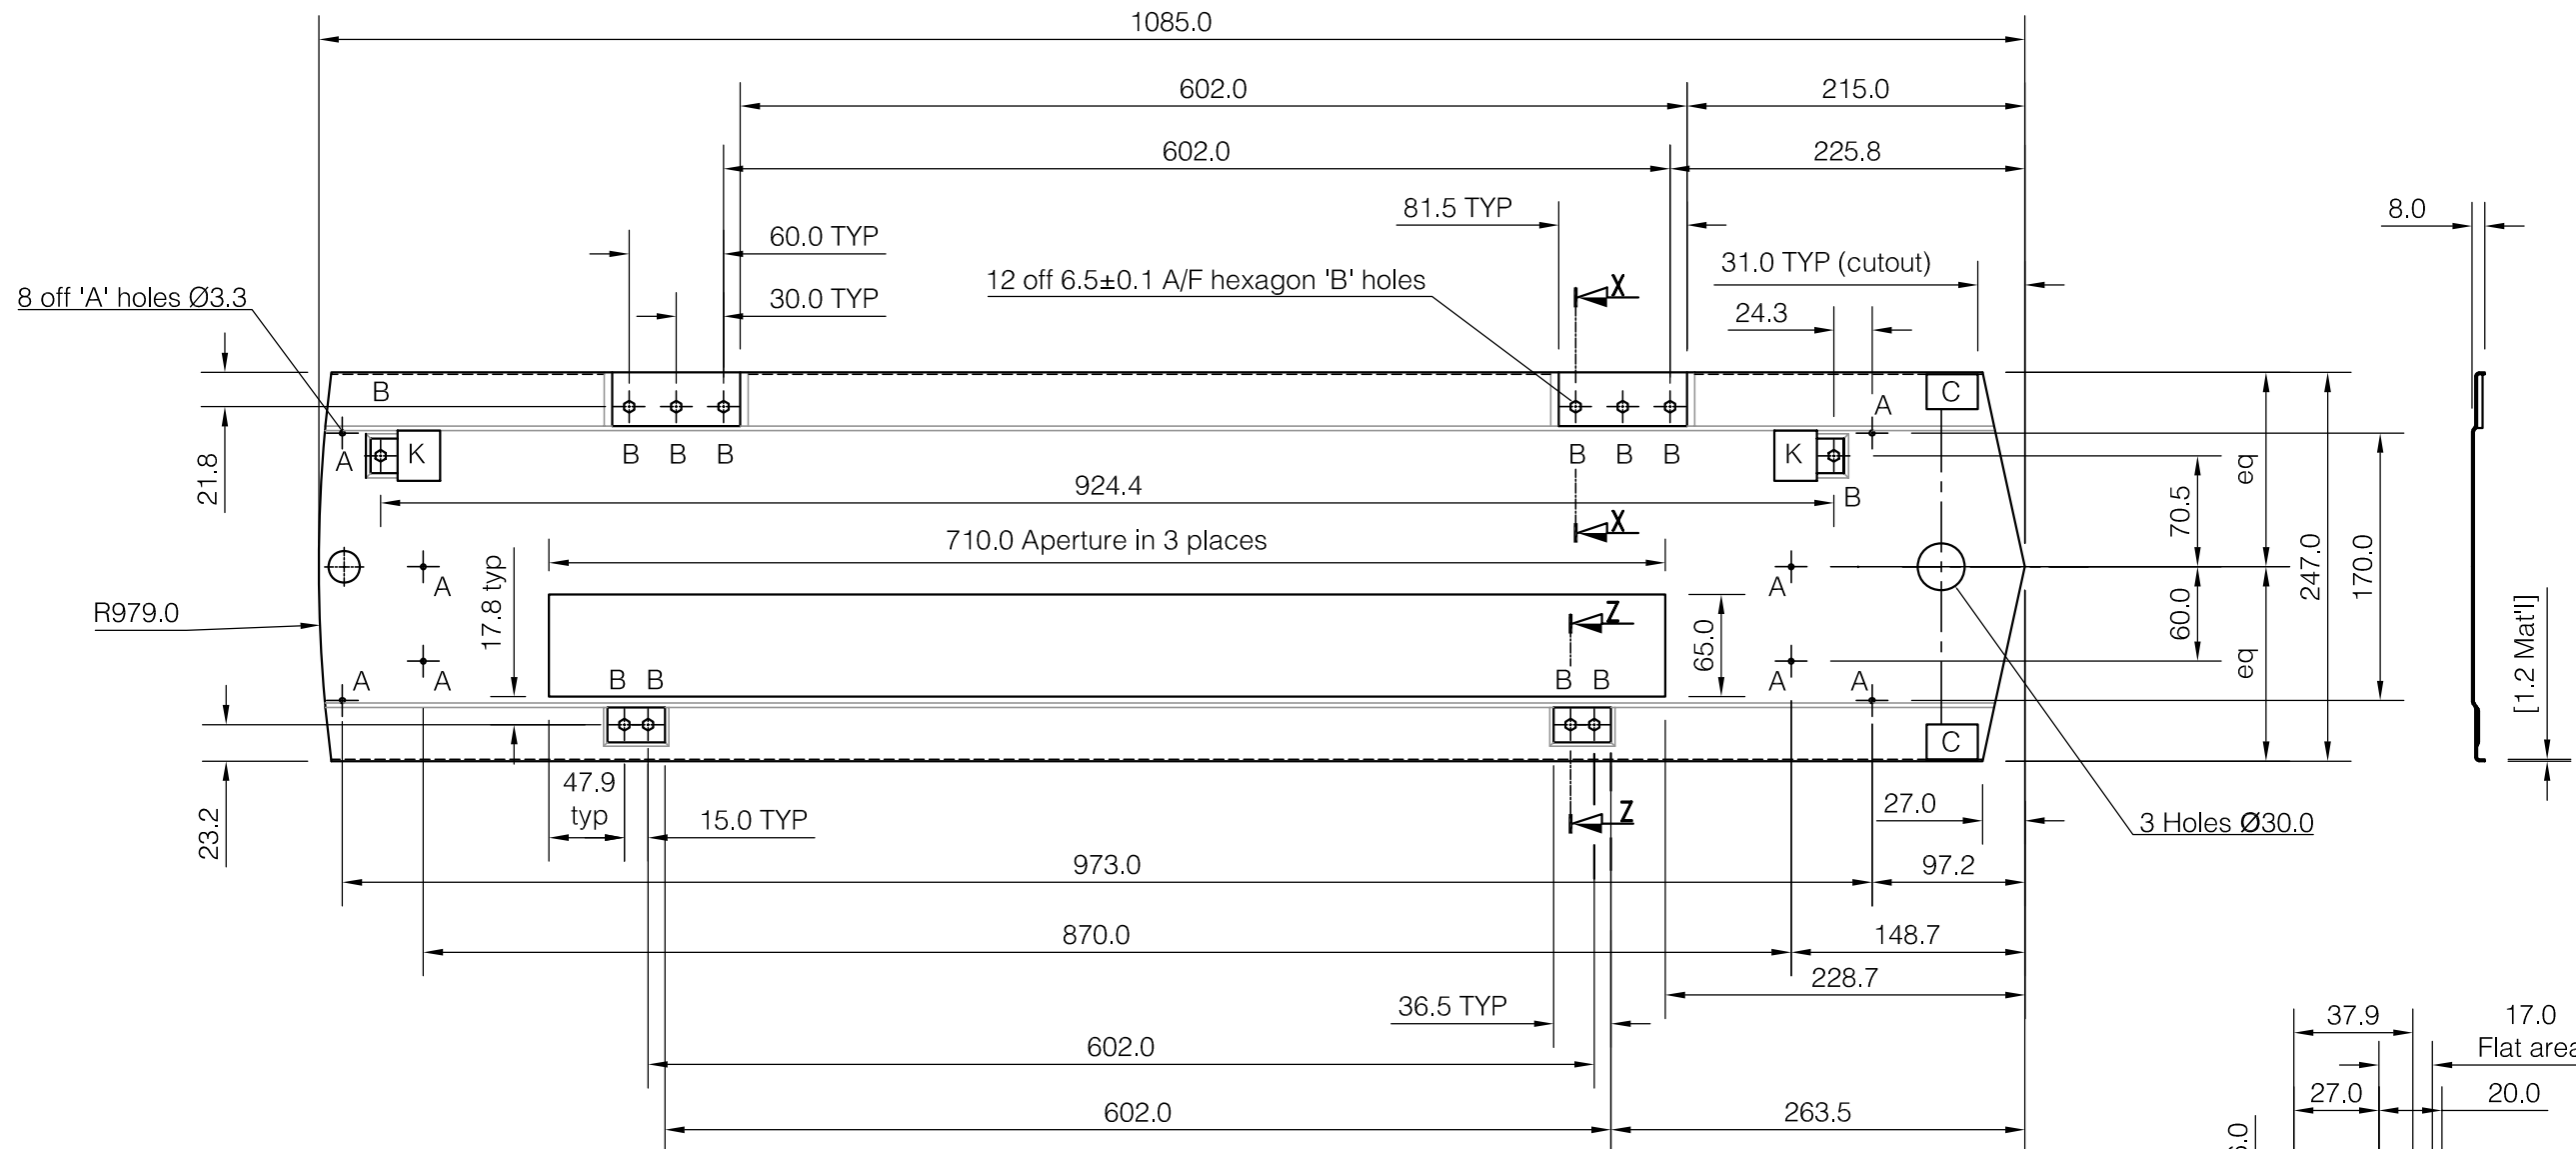 1085.0
602.0
215.0
602.0
225.8
81.5 TYP
8.0
60.0 TYP
31.0 TYP (cutout)
12 off 6.5±0.1 A/F hexagon 'B' holes
X
8 off 'A' holes Ø3.3
30.0 TYP
24.3
B
C
A
A
K
B B B
B B B
K
21.8
924.4
B
eq
70.5
X
710.0 Aperture in 3 places
17.8 typ
A
A
247.0
170.0
R979.0
Z
65.0
60.0
eq
[1.2 Mat'l]
A
A
B B
B B
A
A
C
47.9
typ
15.0 TYP
Z
27.0
23.2
3 Holes Ø30.0
973.0
97.2
870.0
148.7
228.7
36.5 TYP
37.9
17.0
602.0
Flat area
27.0
20.0
602.0
263.5